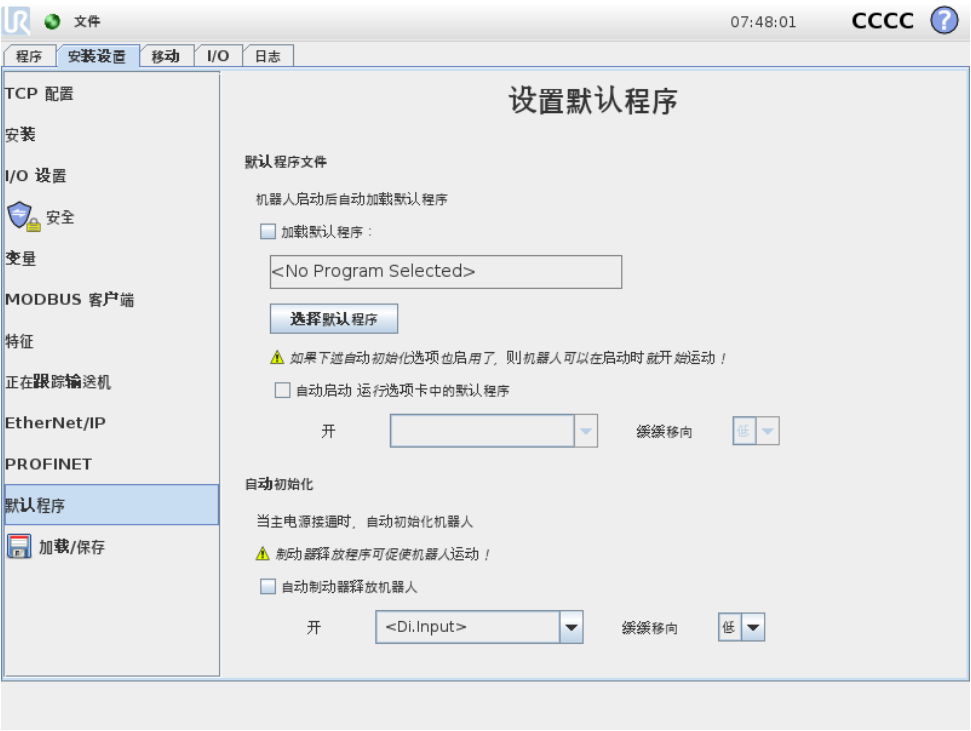 UR 文件 07:48:01 CCCC ?
程序 安装设置 移动 I/O 日志
TCP 配置
安装
I/O 设置
安全
变量
MODBUS 客户端
特征
正在跟踪输送机
EtherNet/IP
PROFINET
默认程序
加载/保存
设置默认程序
默认程序文件
机器人启动后自动加载默认程序
加载默认程序：
<No Program Selected>
选择默认程序
如果下述自动初始化选项也启用了, 则机器人可以在启动时就开始运动！
自动启动 运行选项卡中的默认程序
开 缓缓移向 低
自动初始化
当主电源接通时, 自动初始化机器人
制动器释放程序可促使机器人运动！
自动制动器释放机器人
开 <Di.Input> 缓缓移向 低